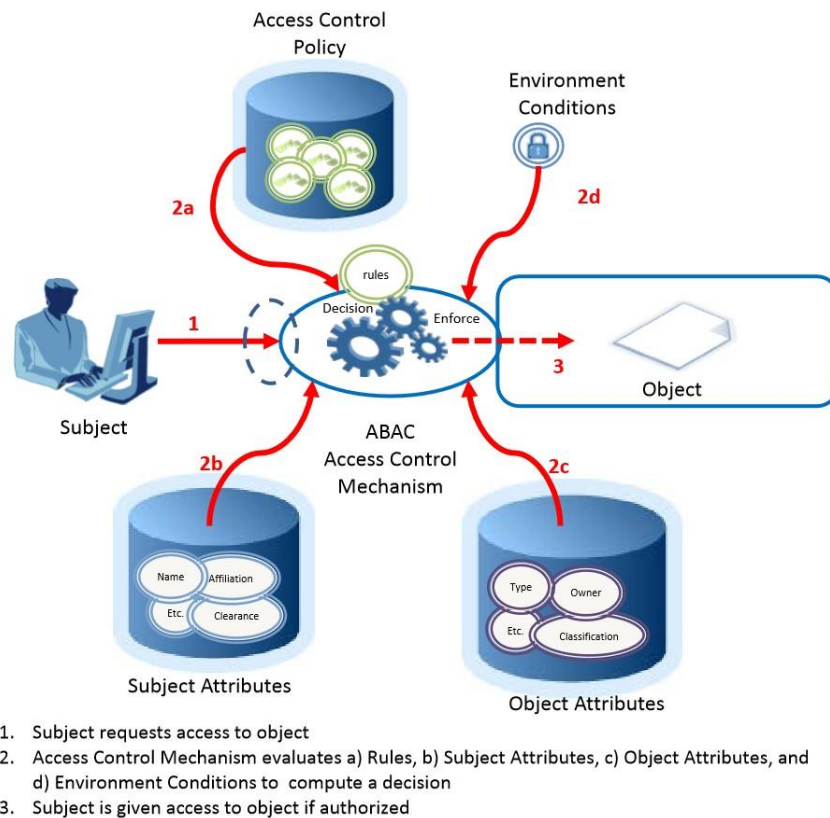 Access Control
Policy
Environment
Conditions
2a
2d
rules
Decision
Enforce
1
3
Subject
Object
ABAC
Access Control
Mechanism
2b
2c
Name
Affiliation
Etc.
Clearance
Type
Owner
Etc.
Classification
Subject Attributes
Object Attributes
1. Subject requests access to object
2. Access Control Mechanism evaluates a) Rules, b) Subject Attributes, c) Object Attributes, and
d) Environment Conditions to compute a decision
3. Subject is given access to object if authorized